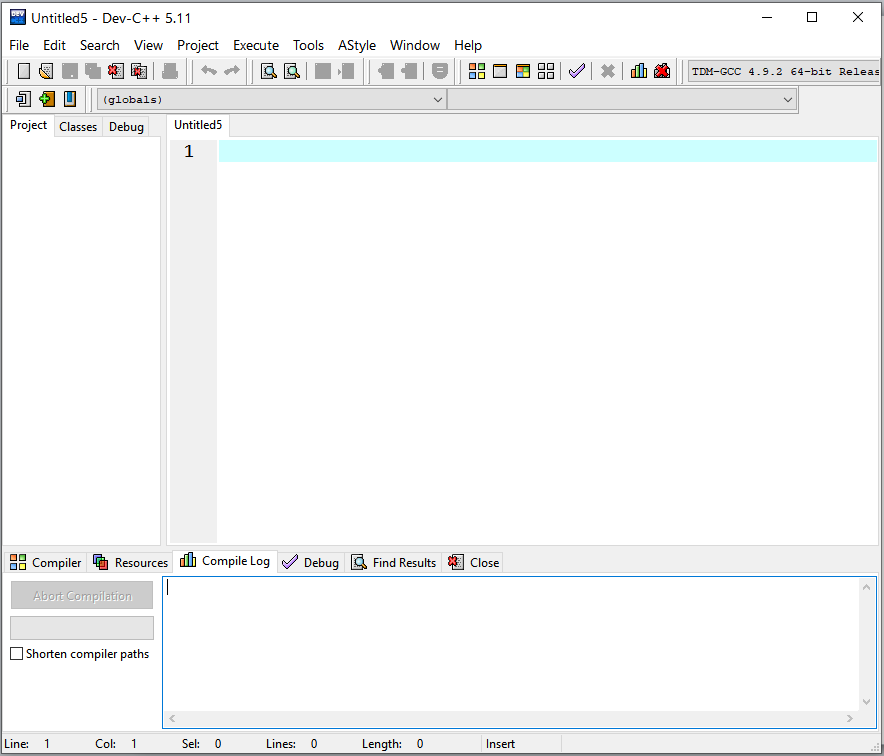 Untitled5 - Dev-C++ 5.11
File Edit Search View Project Execute Tools AStyle Window Help
TDM-GCC 4.9.2 64-bit Releas
(globals)
Project Classes Debug Untitled5
1
Compiler Resources Compile Log Debug Find Results Close
Abort Compilation
Shorten compiler paths
Line: 1 Col: 1 Sel: 0 Lines: 0 Length: 0 Insert